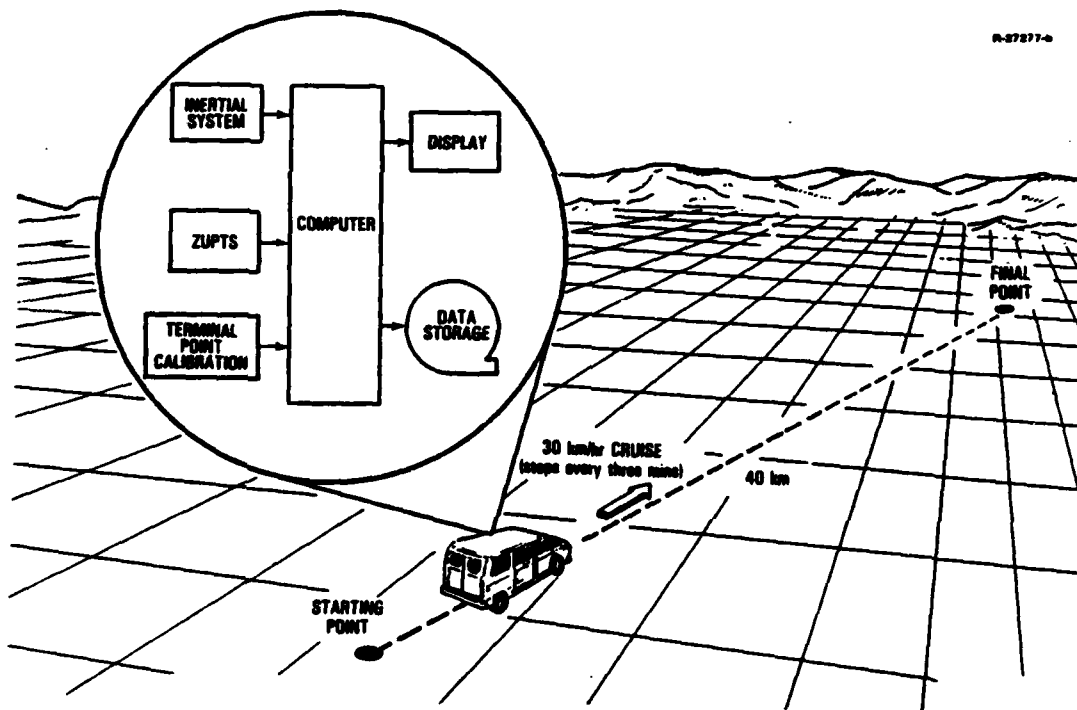 R-27277-b
INERTIAL
SYSTEM
DISPLAY
COMPUTER
ZUPTS
TERMINAL
POINT
CALIBRATION
DATA
STORAGE
FINAL
POINT
30 km/hr CRUISE
(stops every three mins)
40 km
STARTING
POINT